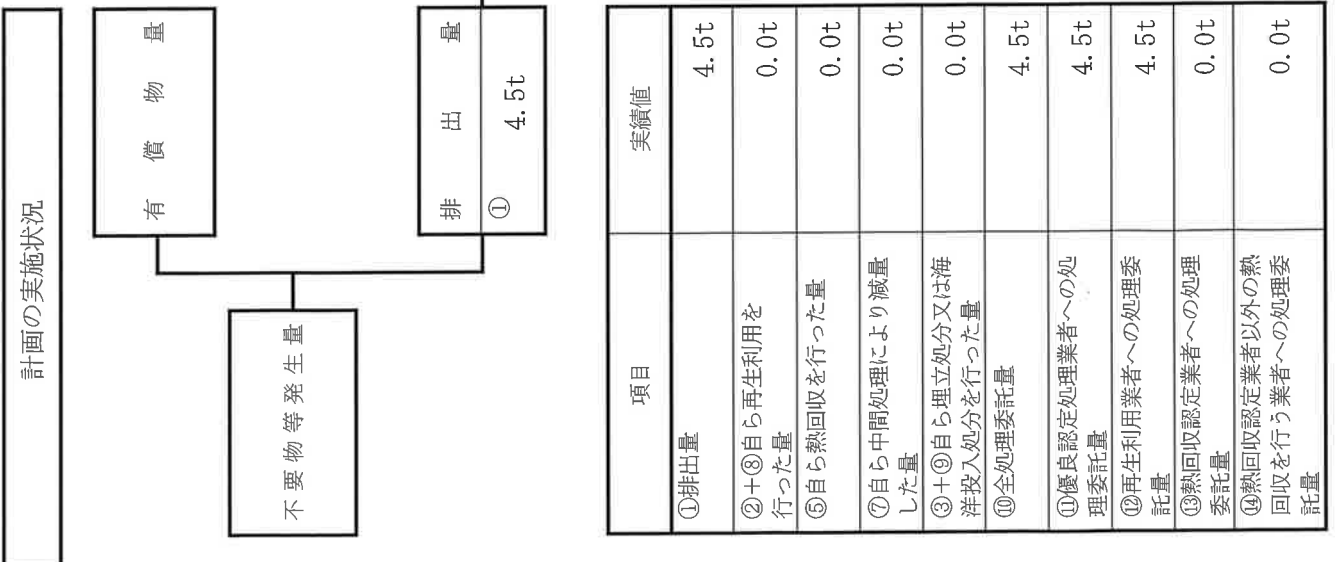 計画の実施状況
有償物量
不要物等発生量
排出量
① 4.5t
項目 実績値
①排出量 4.5t
②+⑧自ら再生利用を
行った量 0.0t
⑤自ら熱回収を行った量 0.0t
⑦自ら中間処理により減量
した量 0.0t
③+⑨自ら埋立処分又は海
洋投入処分を行った量 0.0t
⑩全処理委託量 4.5t
⑪優良認定処理業者への処
理委託量 4.5t
⑫再生利用業者への処理委
託量 4.5t
⑬熱回収認定業者への処理
委託量 0.0t
⑭熱回収認定業者以外の熱
回収を行う業者への処理委
託量 0.0t